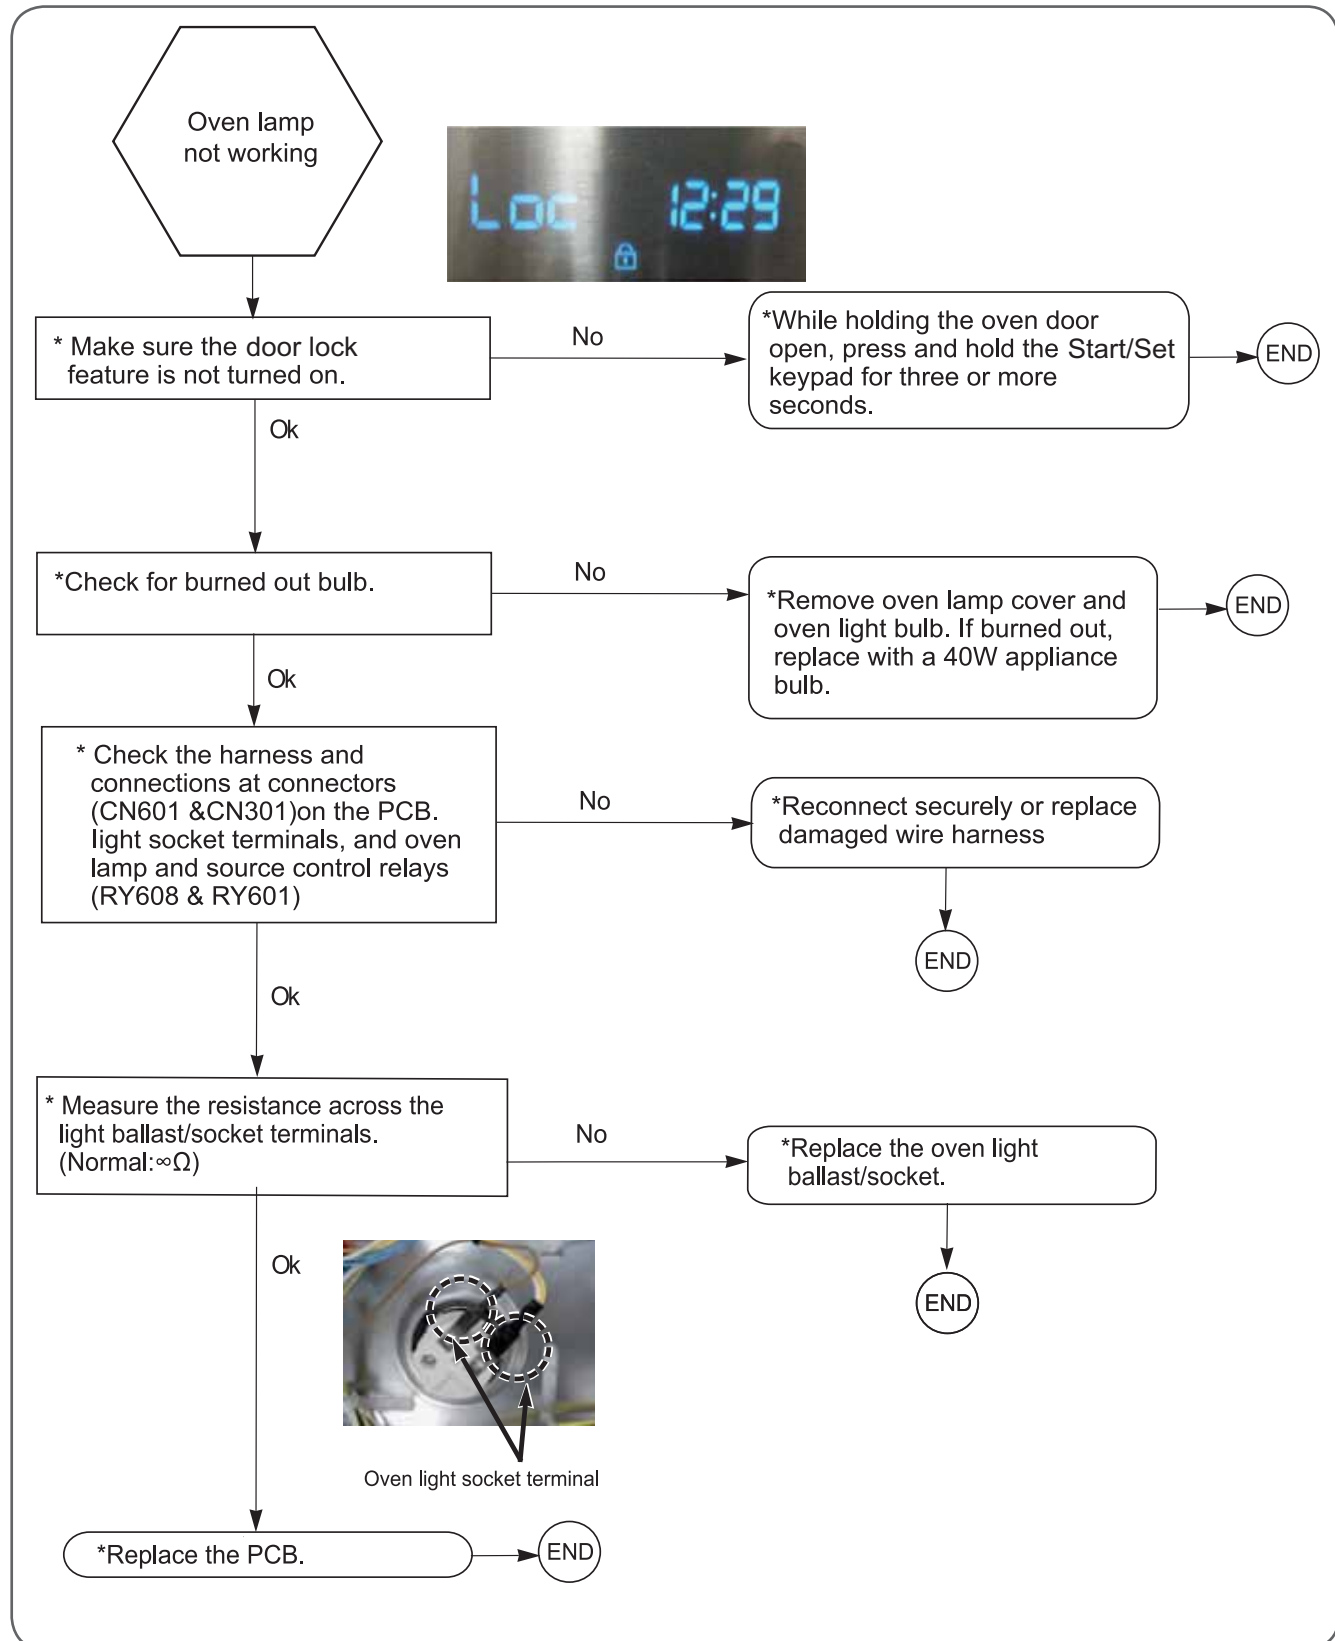 Oven lamp
not working
Loc 12:29
* Make sure the door lock
feature is not turned on.
No
*While holding the oven door
open, press and hold the Start/Set
keypad for three or more
seconds.
END
Ok
*Check for burned out bulb.
No
*Remove oven lamp cover and
oven light bulb. If burned out,
replace with a 40W appliance
bulb.
END
Ok
* Check the harness and
connections at connectors
(CN601 &CN301)on the PCB.
light socket terminals, and oven
lamp and source control relays
(RY608 & RY601)
No
*Reconnect securely or replace
damaged wire harness
END
Ok
* Measure the resistance across the
light ballast/socket terminals.
(Normal:∞Ω)
No
*Replace the oven light
ballast/socket.
END
Ok
Oven light socket terminal
*Replace the PCB.
END